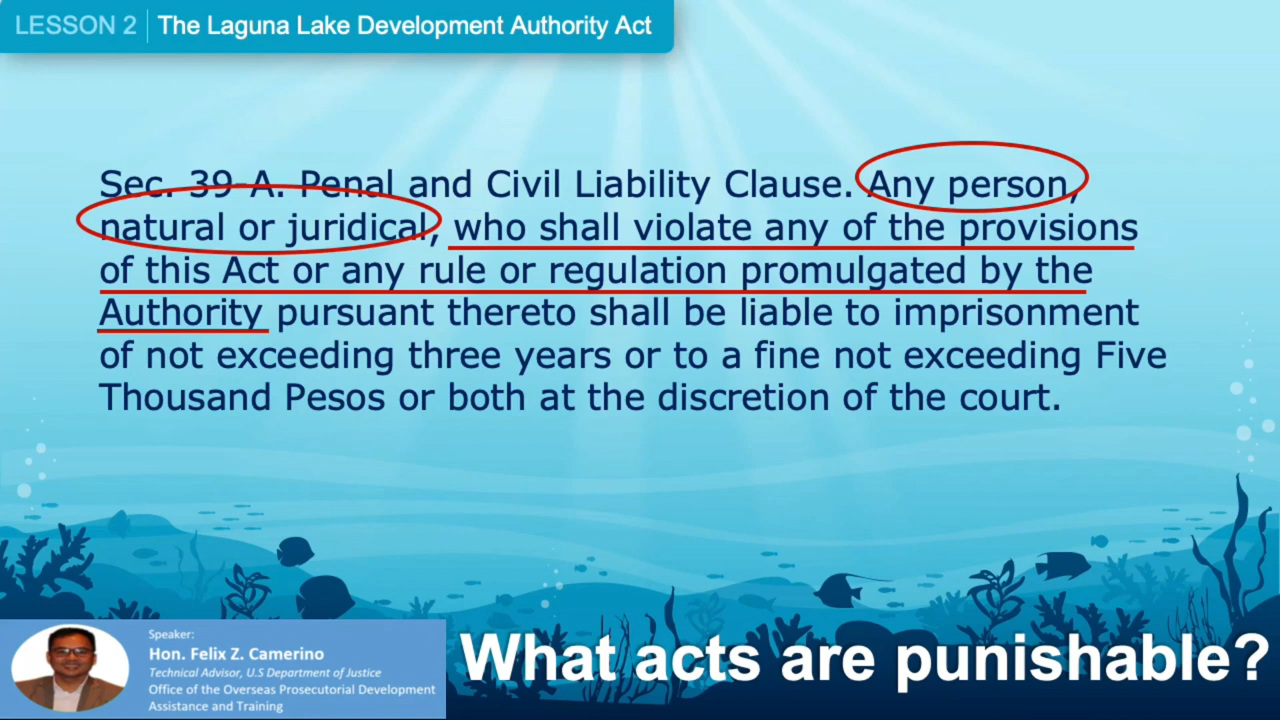 LESSON 2 | The Laguna Lake Development Authority Act
Sec. 39-A. Penal and Civil Liability Clause. Any person,
natural or juridical, who shall violate any of the provisions
of this Act or any rule or regulation promulgated by the
Authority pursuant thereto shall be liable to imprisonment
of not exceeding three years or to a fine not exceeding Five
Thousand Pesos or both at the discretion of the court.
Speaker:
Hon. Felix Z. Camerino
Technical Advisor, U.S Department of Justice
Office of the Overseas Prosecutorial Development
Assistance and Training
What acts are punishable?